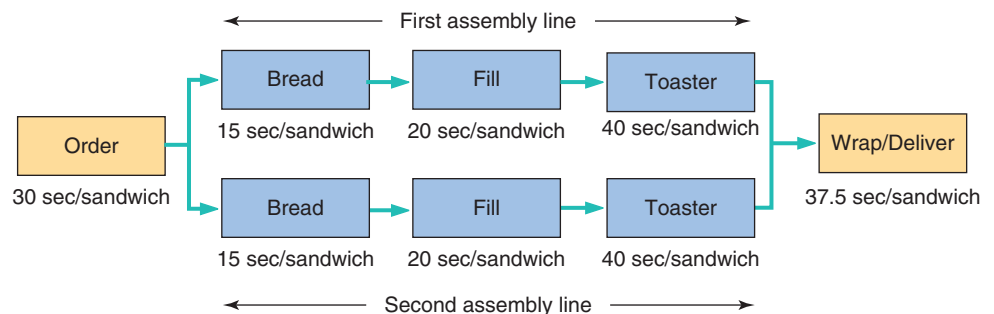 First assembly line
Bread
Fill
Toaster
15 sec/sandwich
20 sec/sandwich
40 sec/sandwich
Order
30 sec/sandwich
Wrap/Deliver
37.5 sec/sandwich
Bread
Fill
Toaster
15 sec/sandwich
20 sec/sandwich
40 sec/sandwich
Second assembly line